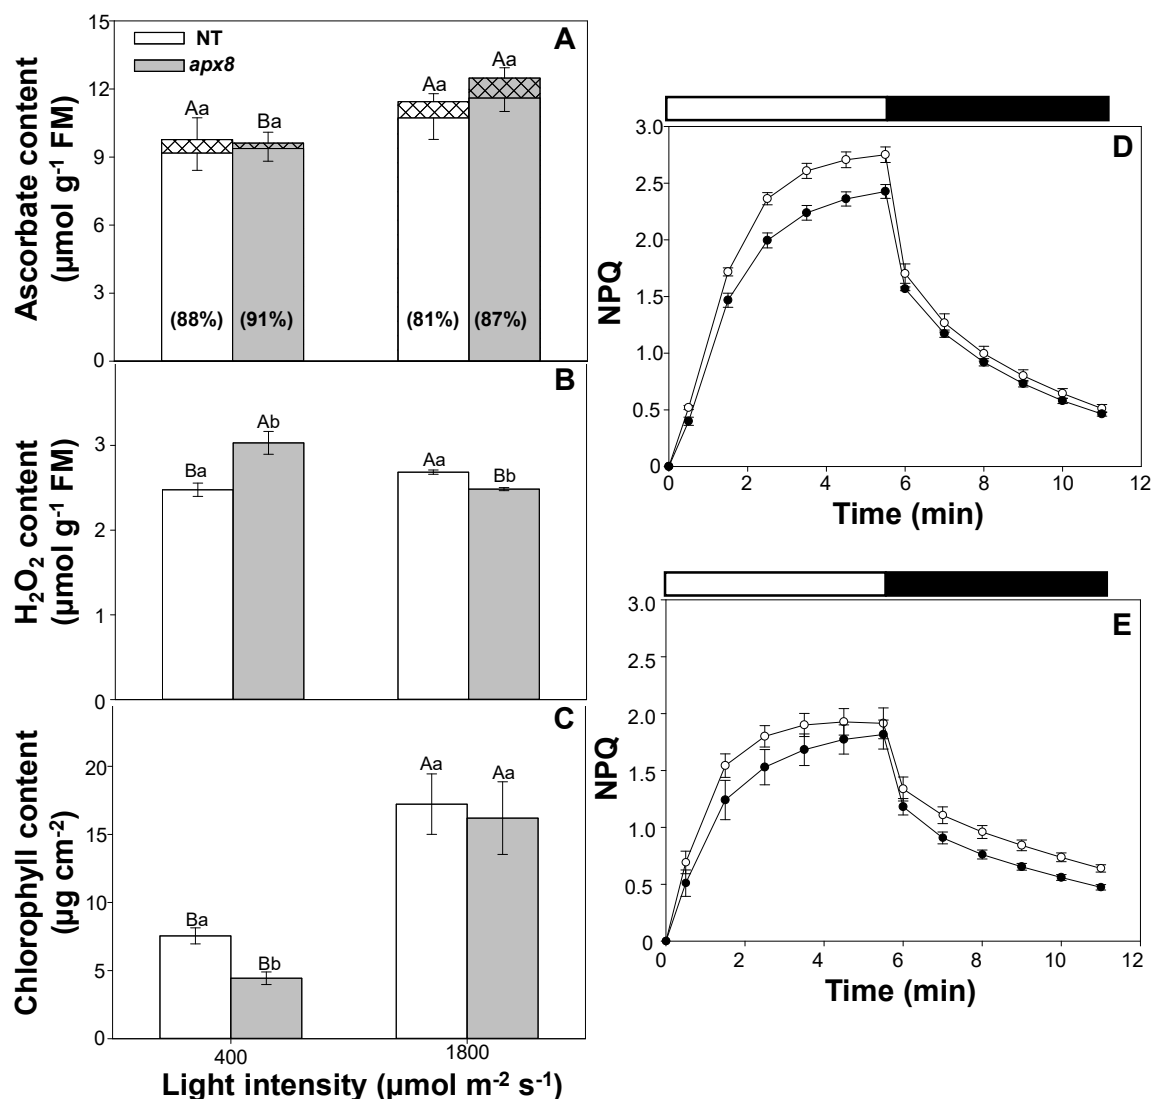 A
NT
apx8
15
12
9
6
3
0
Ascorbate content
(µmol g-1 FM)
Aa
Ba
Aa
Aa
(88%)
(91%)
(81%)
(87%)
B
3
2
1
0
H2O2 content
(µmol g-1 FM)
Ba
Ab
Aa
Bb
C
20
15
10
5
0
Chlorophyll content
(µg cm-2)
Ba
Bb
Aa
Aa
400
1800
Light intensity (µmol m-2 s-1)
D
3.0
2.5
2.0
1.5
1.0
0.5
0
NPQ
0 2 4 6 8 10 12
Time (min)
E
3.0
2.5
2.0
1.5
1.0
0.5
0
NPQ
0 2 4 6 8 10 12
Time (min)